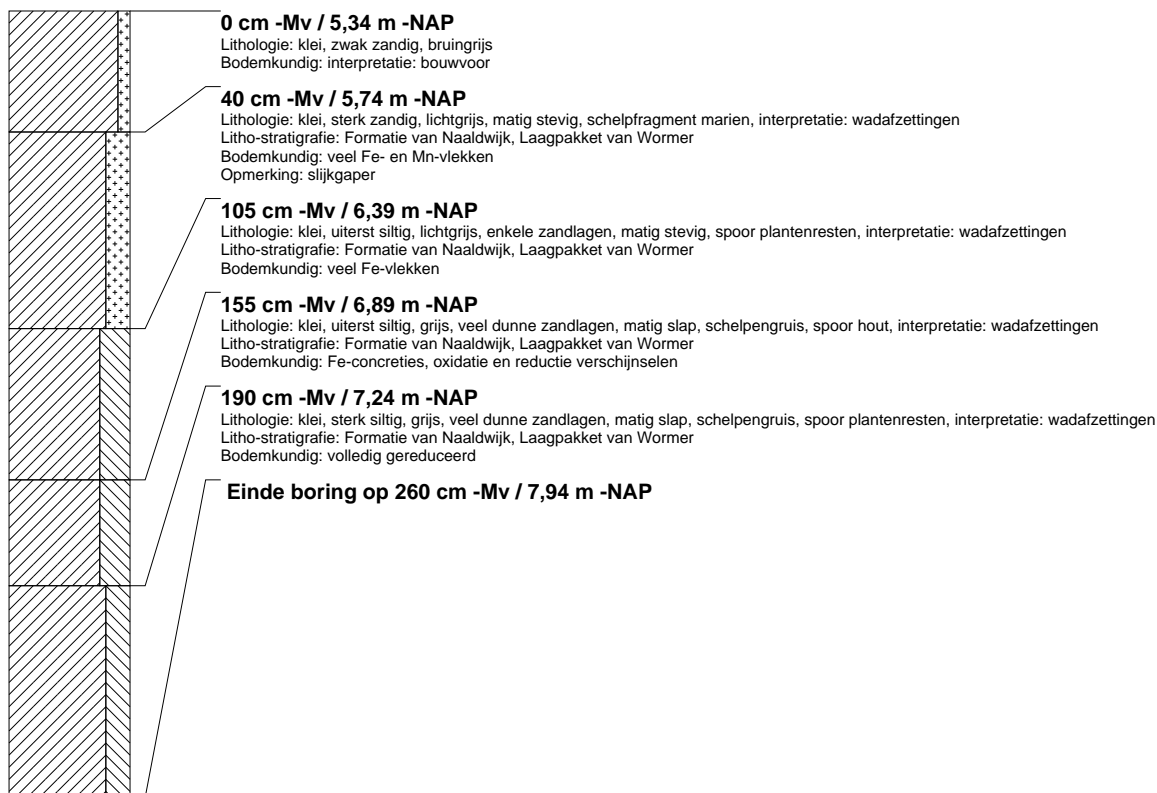 0 cm -Mv / 5,34 m -NAP
Lithologie: klei, zwak zandig, bruingrijs
Bodemkundig: interpretatie: bouwvoor
40 cm -Mv / 5,74 m -NAP
Lithologie: klei, sterk zandig, lichtgrijs, matig stevig, schelpfragment marien, interpretatie: wadafzettingen
Litho-stratigrafie: Formatie van Naaldwijk, Laagpakket van Wormer
Bodemkundig: veel Fe- en Mn-vlekken
Opmerking: slijkgaper
105 cm -Mv / 6,39 m -NAP
Lithologie: klei, uiterst siltig, lichtgrijs, enkele zandlagen, matig stevig, spoor plantenresten, interpretatie: wadafzettingen
Litho-stratigrafie: Formatie van Naaldwijk, Laagpakket van Wormer
Bodemkundig: veel Fe-vlekken
155 cm -Mv / 6,89 m -NAP
Lithologie: klei, uiterst siltig, grijs, veel dunne zandlagen, matig slap, schelpengruis, spoor hout, interpretatie: wadafzettingen
Litho-stratigrafie: Formatie van Naaldwijk, Laagpakket van Wormer
Bodemkundig: Fe-concreties, oxidatie en reductie verschijnselen
190 cm -Mv / 7,24 m -NAP
Lithologie: klei, sterk siltig, grijs, veel dunne zandlagen, matig slap, schelpengruis, spoor plantenresten, interpretatie: wadafzettingen
Litho-stratigrafie: Formatie van Naaldwijk, Laagpakket van Wormer
Bodemkundig: volledig gereduceerd
Einde boring op 260 cm -Mv / 7,94 m -NAP